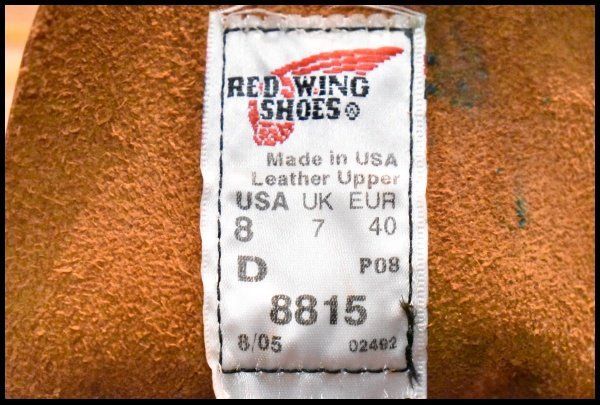 RED WING
SHOES®
Made in USA
Leather Upper
USA UK EUR
8 7 40
D P08
8815
8/05 02492